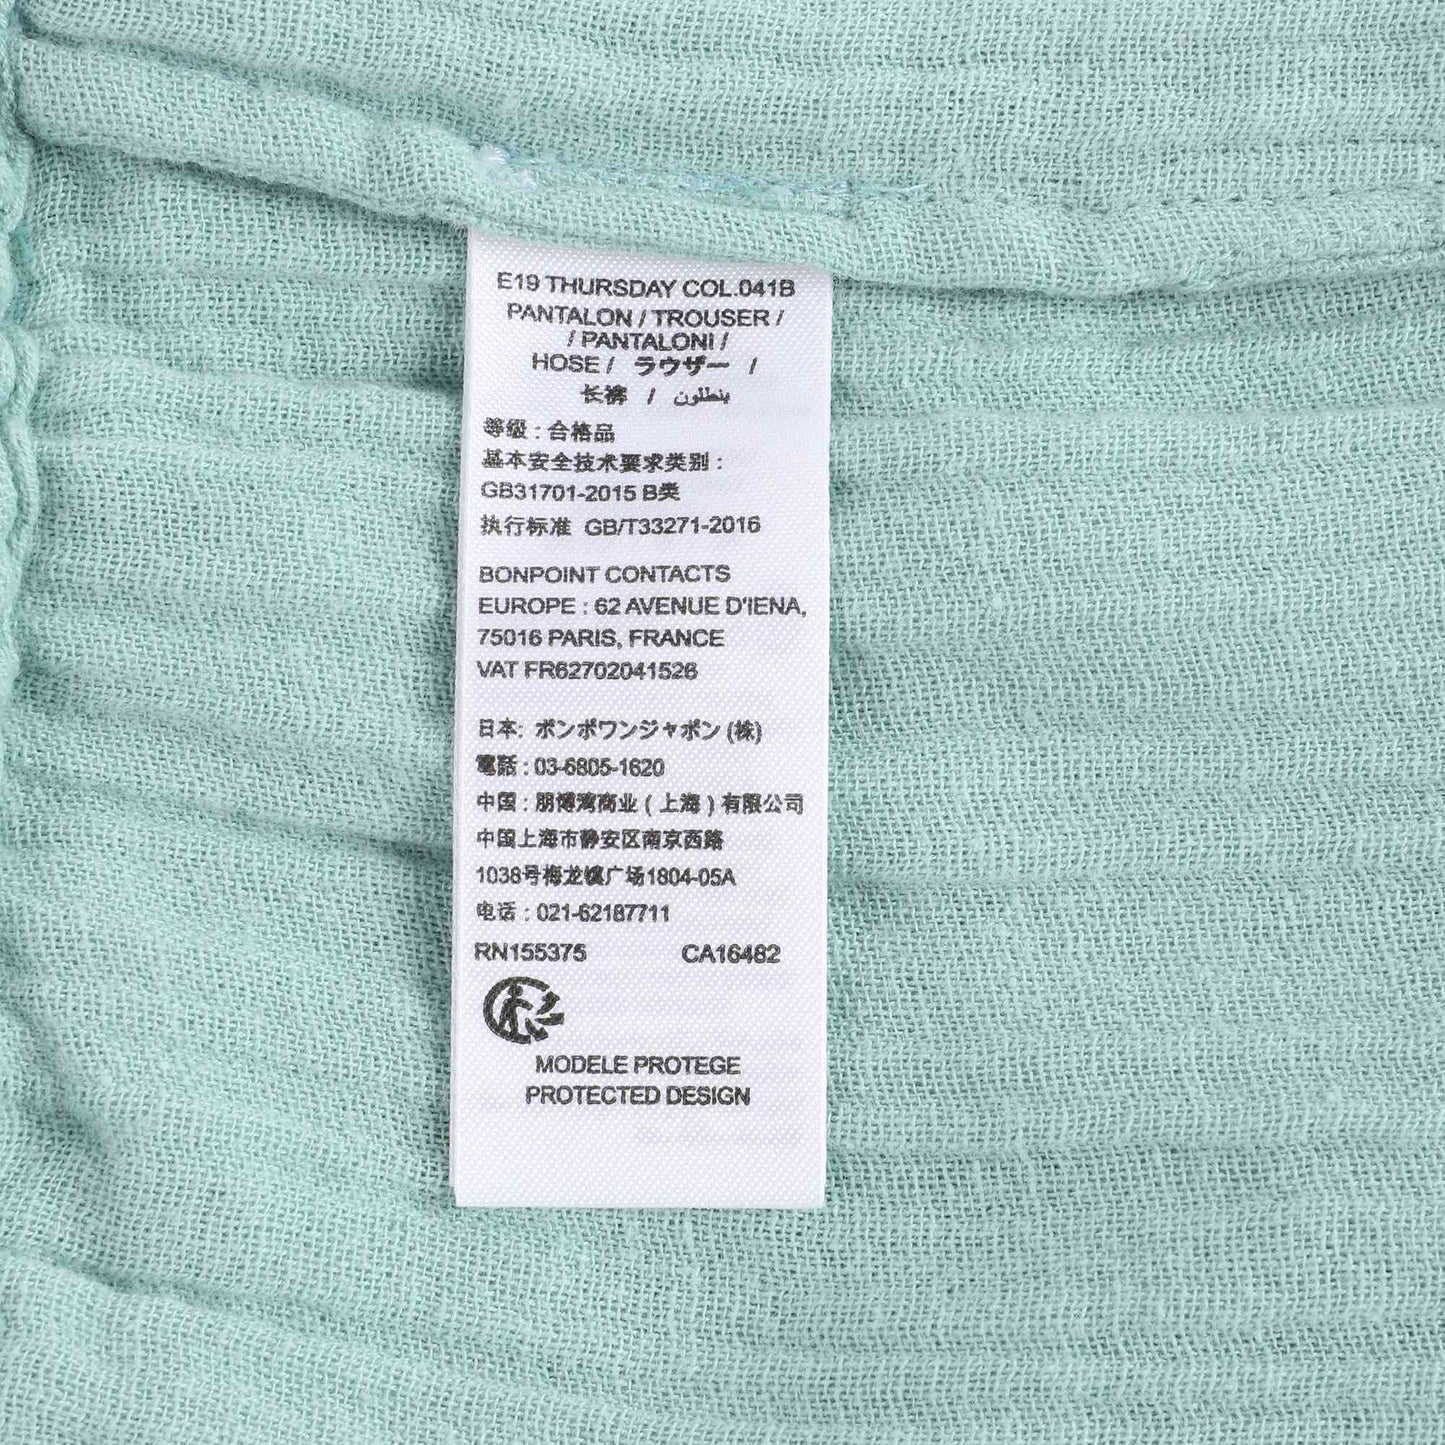 E19 THURSDAY COL.041B
PANTALON / TROUSER /
/ PANTALONI /
HOSE / ラウザー /
长裤 / بنطلون
等级 : 合格品
基本安全技术要求类别 :
GB31701-2015 B类
执行标准 GB/T33271-2016
BONPOINT CONTACTS
EUROPE : 62 AVENUE D'IENA,
75016 PARIS, FRANCE
VAT FR62702041526
日本: ボンポワンジャポン (株)
電話 : 03-6805-1620
中国 : 朋博湾商业 ( 上海 ) 有限公司
中国上海市静安区南京西路
1038号梅龙镇广场1804-05A
电话 : 021-62187711
RN155375 CA16482
MODELE PROTEGE
PROTECTED DESIGN